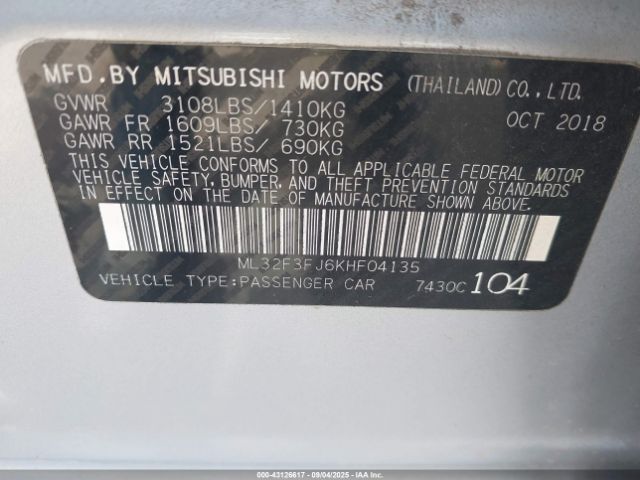 MFD.BY MITSUBISHI MOTORS (THAILAND)CO.,LTD.
GVWR 3108LBS/1410KG OCT 2018
GAWR FR 1609LBS/ 730KG
GAWR RR 1521LBS/ 690KG
THIS VEHICLE CONFORMS TO ALL APPLICABLE FEDERAL MOTOR
VEHICLE SAFETY, BUMPER, AND THEFT PREVENTION STANDARDS
IN EFFECT ON THE DATE OF MANUFACTURE SHOWN ABOVE.
ML32F3FJ6KHF04135
VEHICLE TYPE:PASSENGER CAR 7430C 104
000-43126617 - 09/04/2025 - IAAI.COM